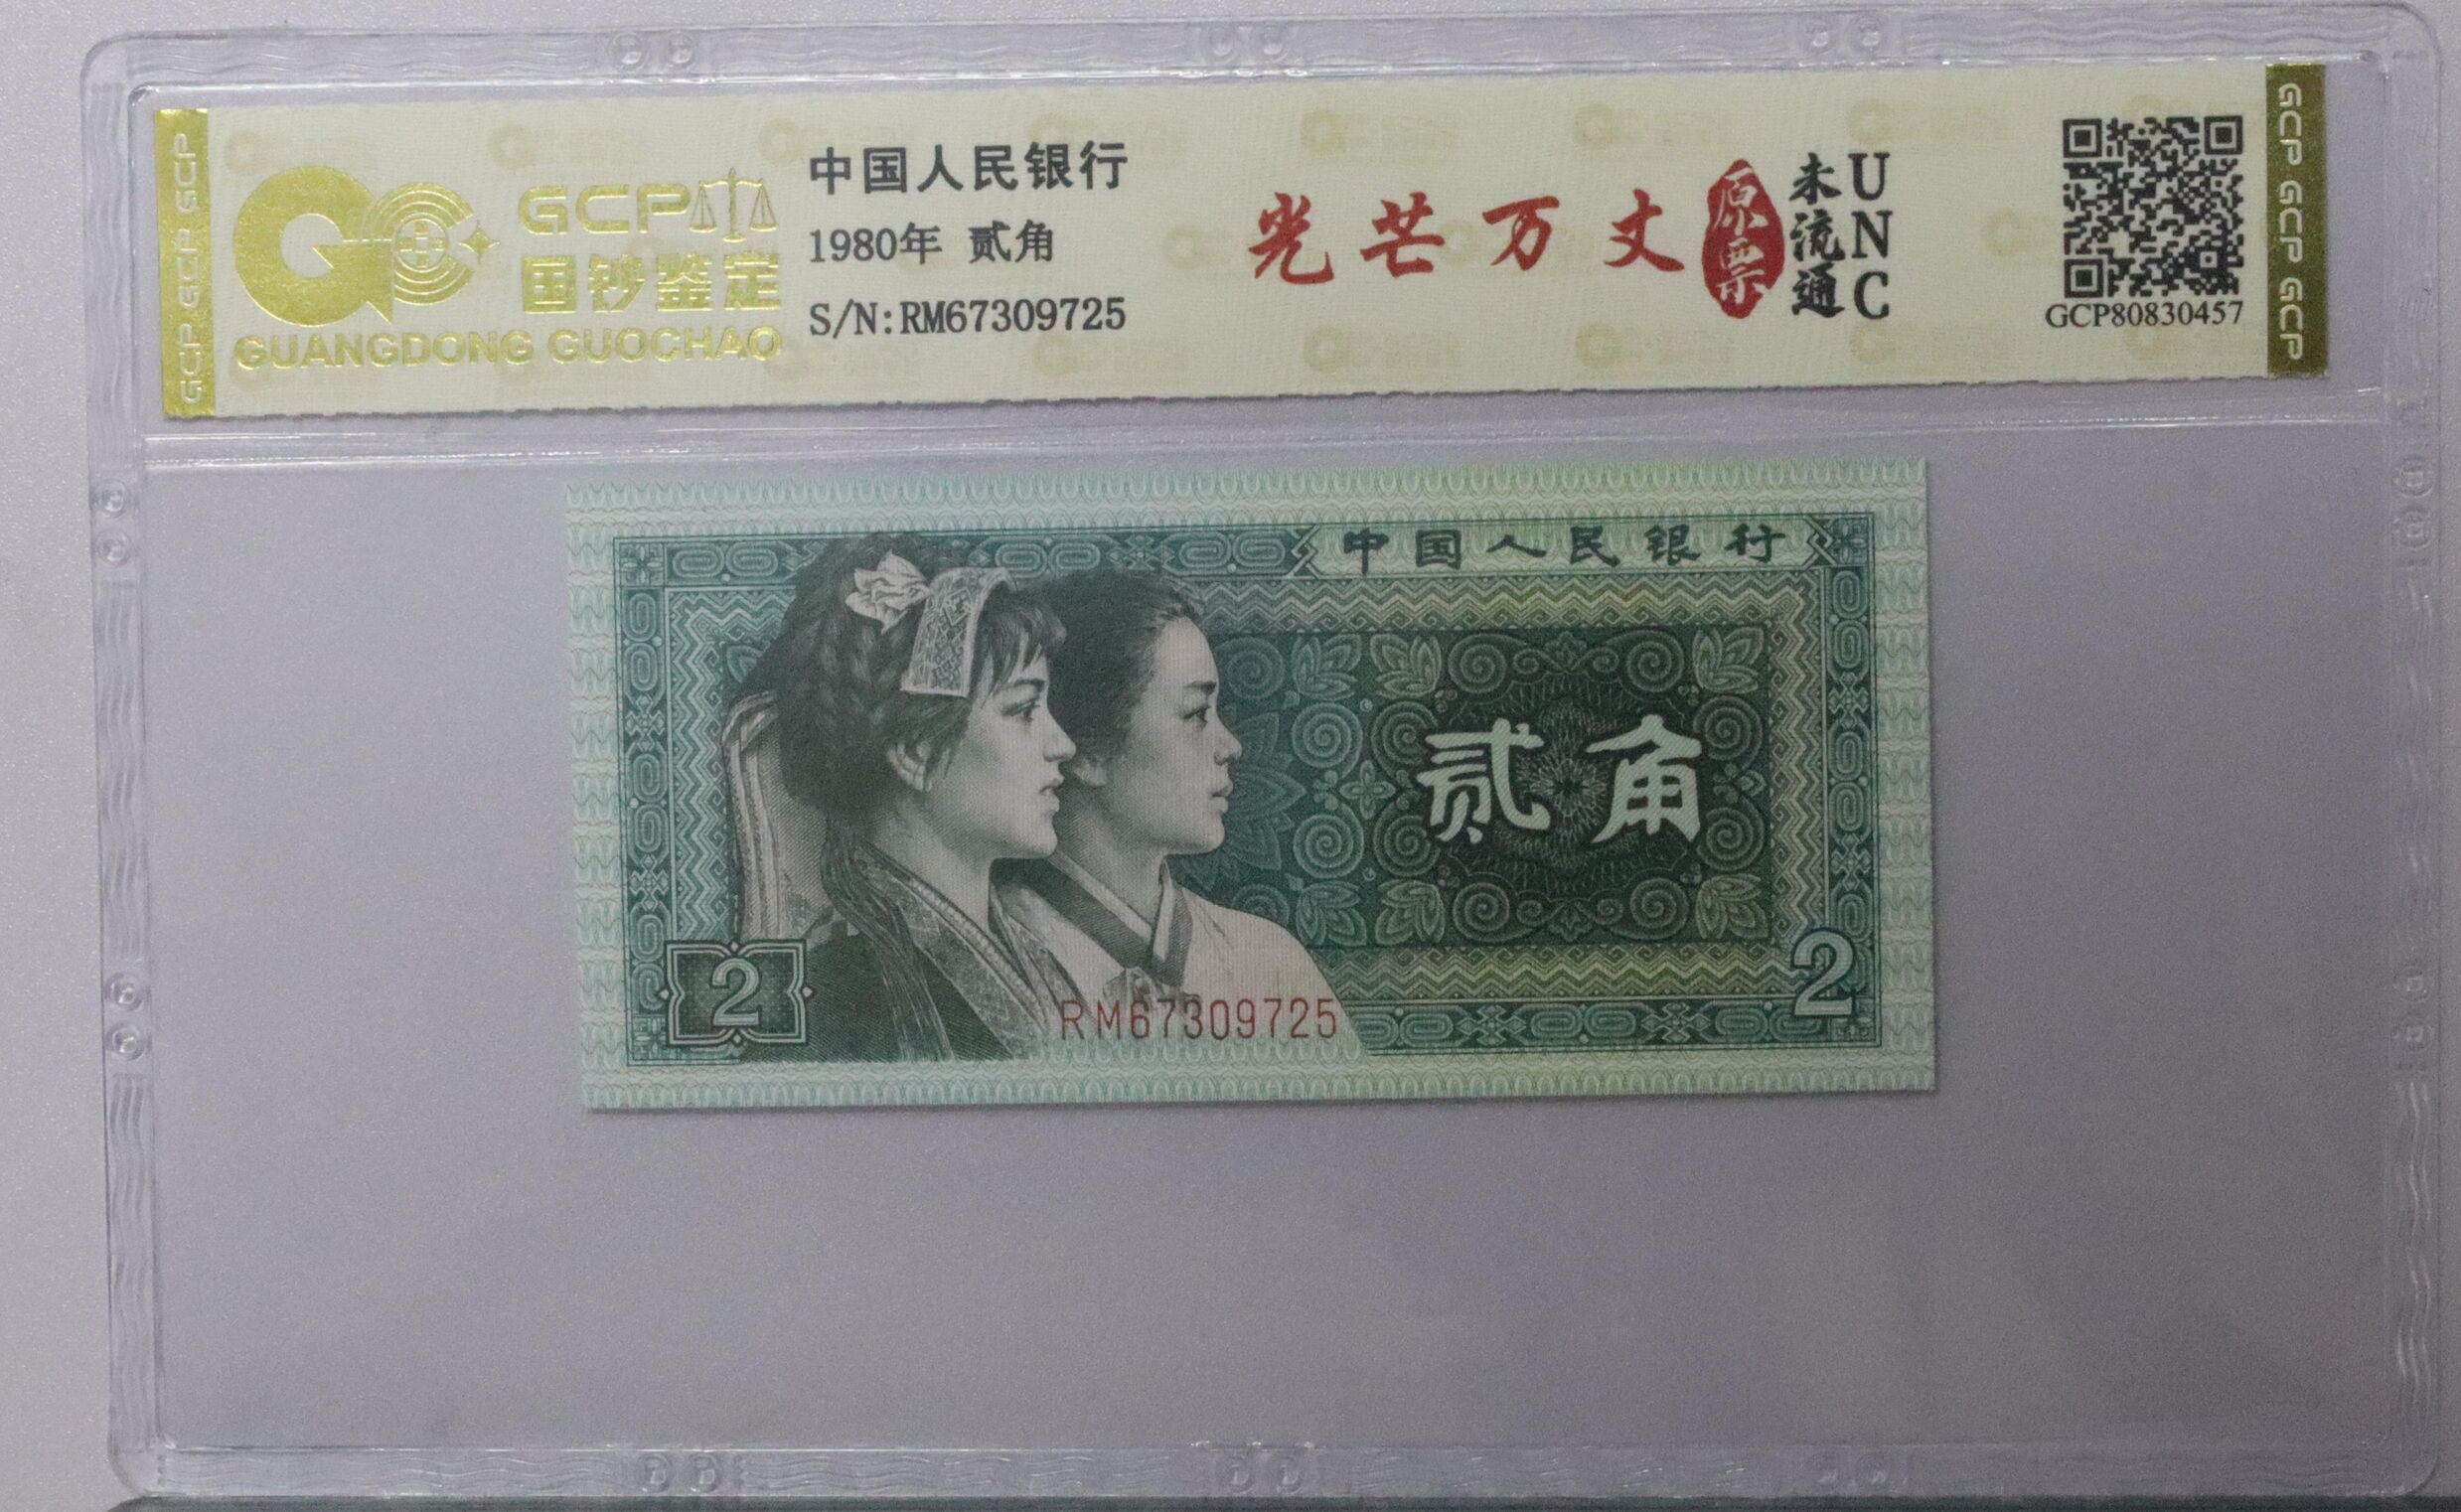 GCP GCP GCP
GCP
国钞鉴定
GUANGDONG GUOCHAO
中国人民银行
1980年 贰角
S/N:RM67309725
光芒万丈
原票
未流通
UNC
GCP80830457
GCP GCP GCP
中国人民银行
贰角
2
RM67309725
2